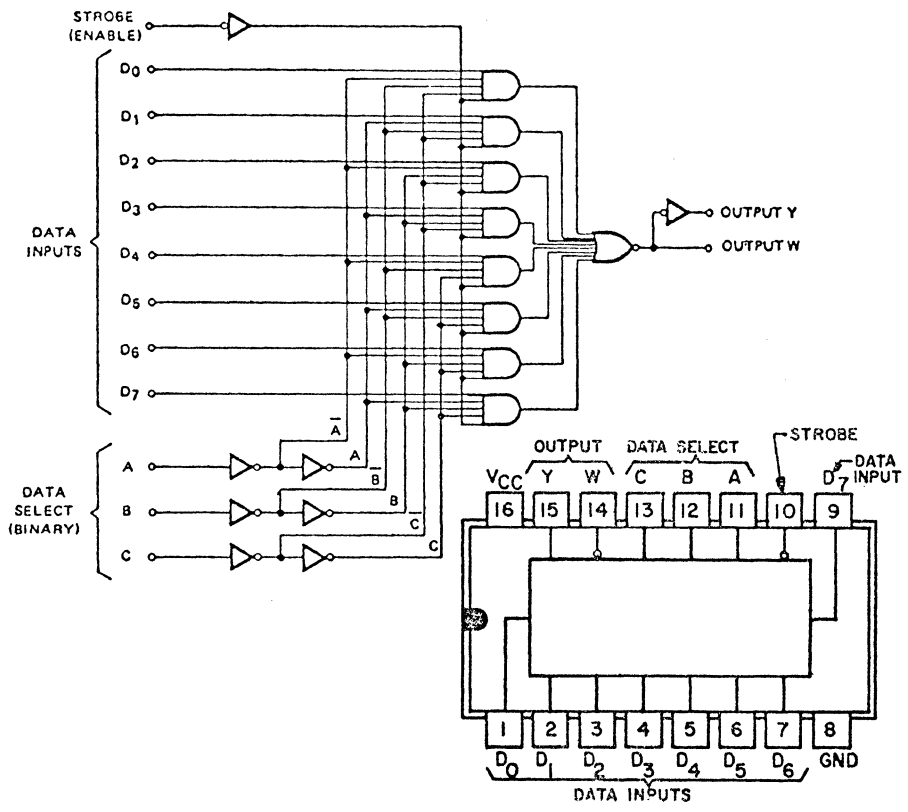 STROBE
(ENABLE)
D0
D1
D2
D3
D4
D5
D6
D7
DATA
INPUTS
OUTPUT Y
OUTPUT W
A̅
A
B̅
B
C̅
C
A
B
C
DATA
SELECT
(BINARY)
OUTPUT
DATA SELECT
STROBE
DATA
INPUT
VCC
Y
W
C
B
A
D7
16
15
14
13
12
11
10
9
1
2
3
4
5
6
7
8
D0
D1
D2
D3
D4
D5
D6
GND
DATA INPUTS